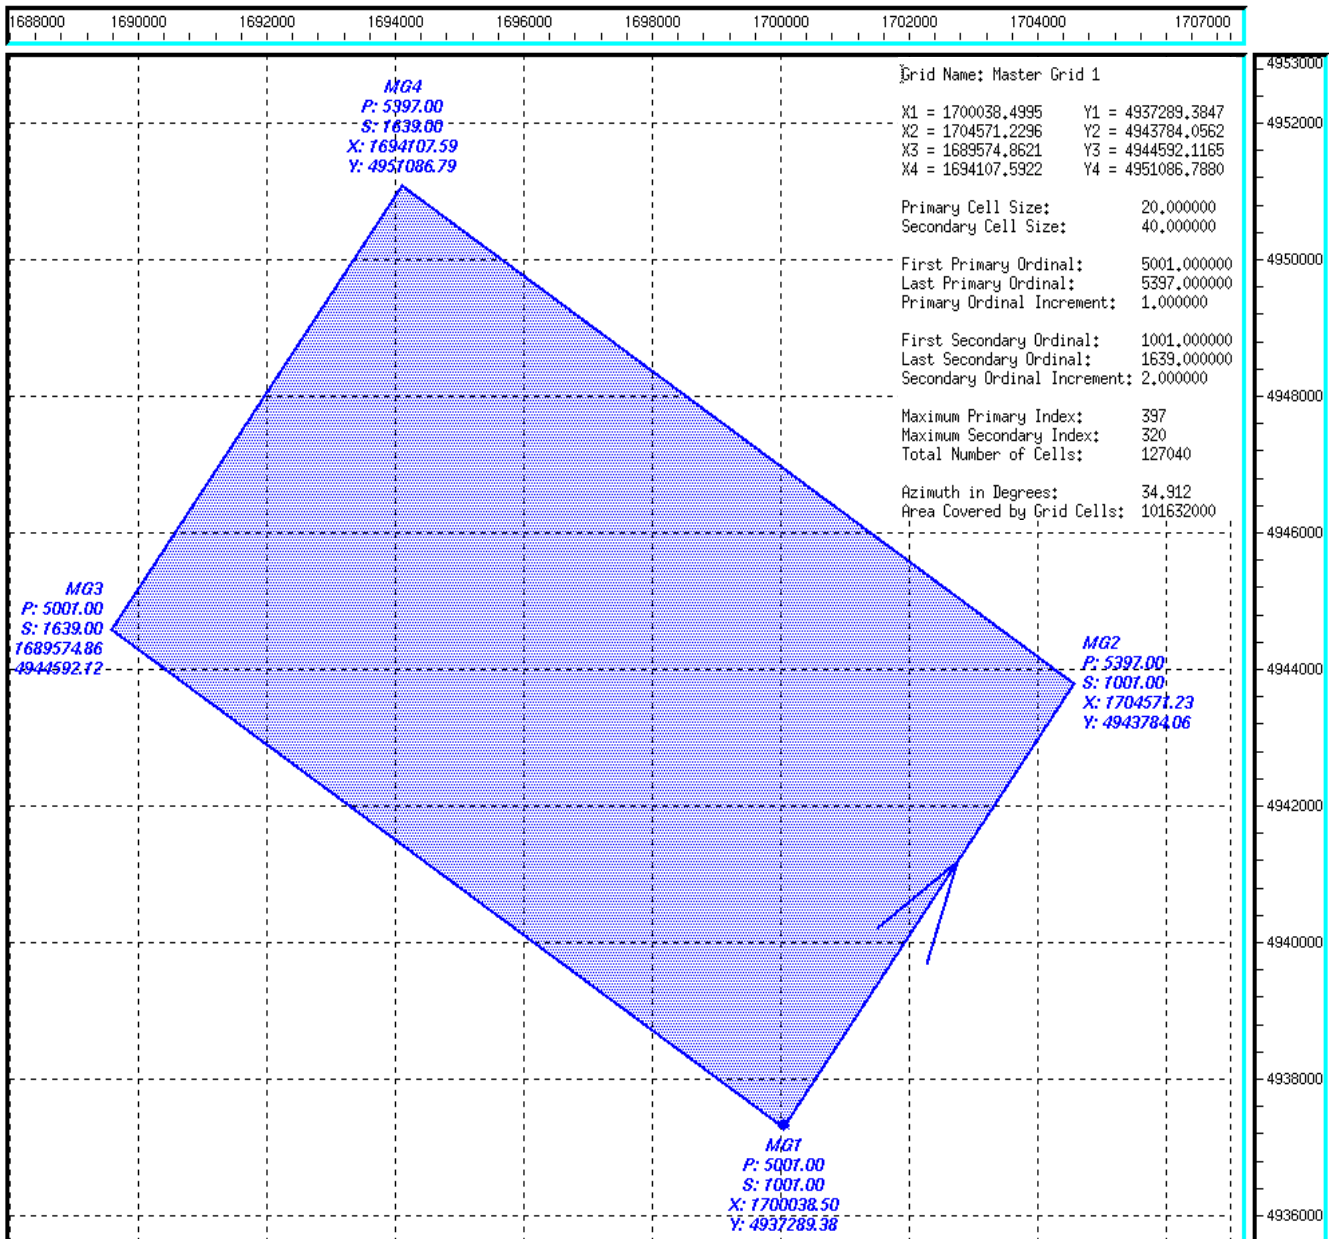 1688000 1690000 1692000 1694000 1696000 1698000 1700000 1702000 1704000 1707000
Grid Name: Master Grid 1
X1 = 1700038.4995 Y1 = 4937289.3847
X2 = 1704571.2296 Y2 = 4943784.0562
X3 = 1689574.8621 Y3 = 4944592.1165
X4 = 1694107.5922 Y4 = 4951086.7880
Primary Cell Size: 20.000000
Secondary Cell Size: 40.000000
First Primary Ordinal: 5001.000000
Last Primary Ordinal: 5397.000000
Primary Ordinal Increment: 1.000000
First Secondary Ordinal: 1001.000000
Last Secondary Ordinal: 1639.000000
Secondary Ordinal Increment: 2.000000
Maximum Primary Index: 397
Maximum Secondary Index: 320
Total Number of Cells: 127040
Azimuth in Degrees: 34.912
Area Covered by Grid Cells: 101632000
MG4
P: 5397.00
S: 1639.00
X: 1694107.59
Y: 4951086.79
MG3
P: 5001.00
S: 1639.00
1689574.86
4944592.12
MG2
P: 5397.00
S: 1001.00
X: 1704571.23
Y: 4943784.06
MG1
P: 5001.00
S: 1001.00
X: 1700038.50
Y: 4937289.38
4953000
4952000
4950000
4948000
4946000
4944000
4942000
4940000
4938000
4936000